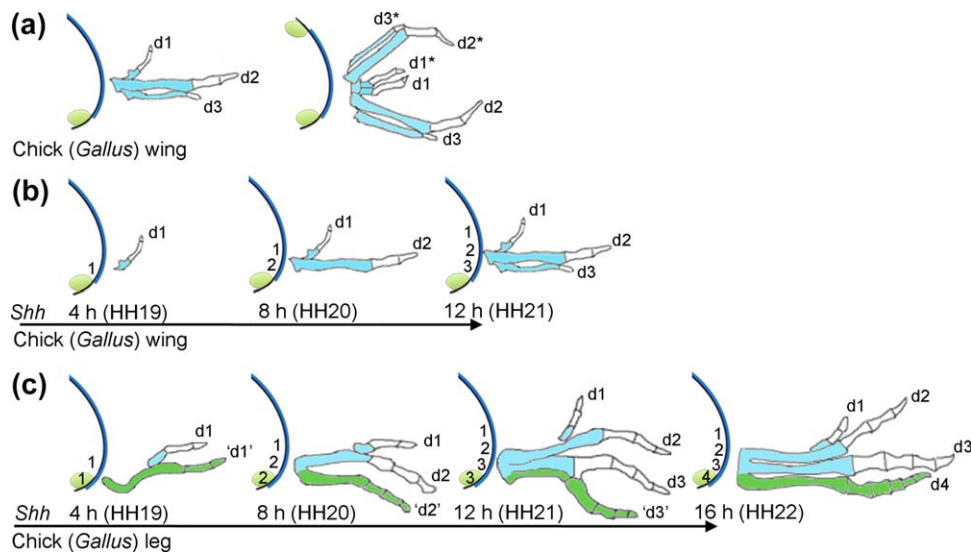 (a)
d1
d2
d3
d3*
d2*
d1*
d1
d2
d3
Chick (Gallus) wing
(b)
1
d1
1
2
d1
d2
1
2
3
d1
d2
d3
Shh 4 h (HH19) 8 h (HH20) 12 h (HH21)
Chick (Gallus) wing
(c)
1
1
d1
'd1'
1
2
2
d1
d2
'd2'
1
2
3
3
d1
d2
d3
'd3'
1
2
3
4
d1
d2
d3
d4
Shh 4 h (HH19) 8 h (HH20) 12 h (HH21) 16 h (HH22)
Chick (Gallus) leg